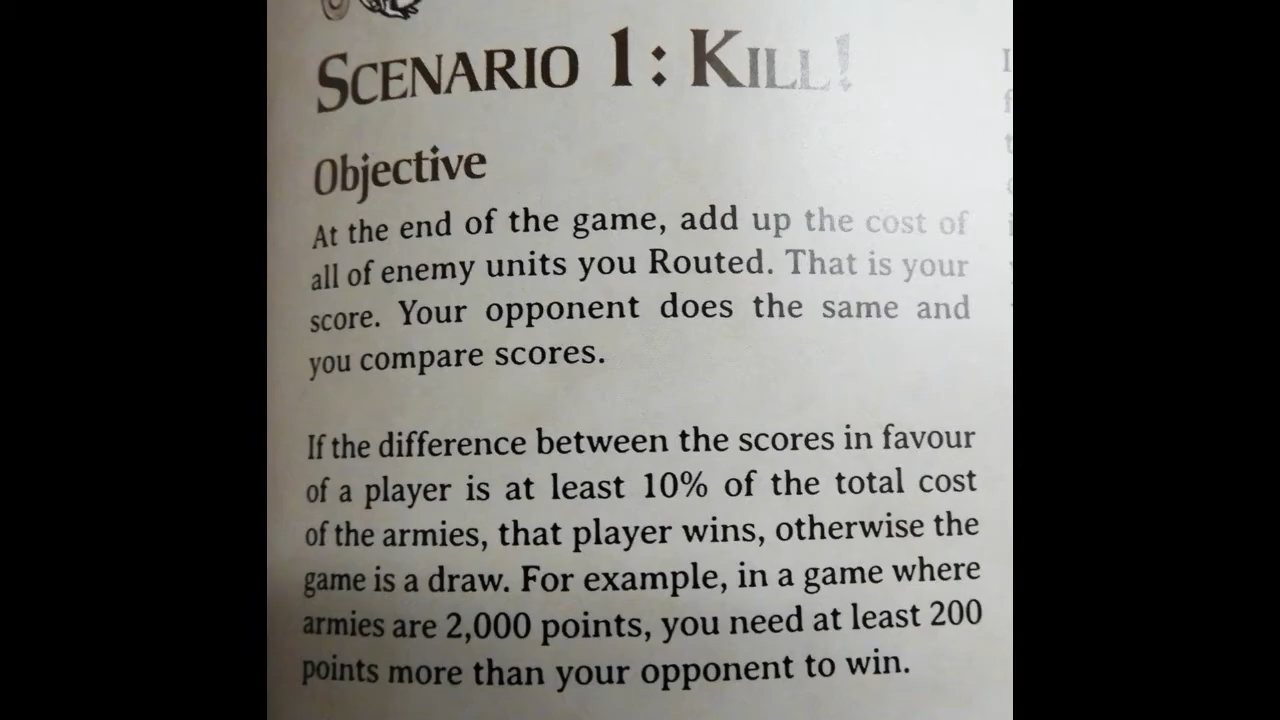 SCENARIO 1: KILL!
Objective
At the end of the game, add up the cost of
all of enemy units you Routed. That is your
score. Your opponent does the same and
you compare scores.
If the difference between the scores in favour
of a player is at least 10% of the total cost
of the armies, that player wins, otherwise the
game is a draw. For example, in a game where
armies are 2,000 points, you need at least 200
points more than your opponent to win.